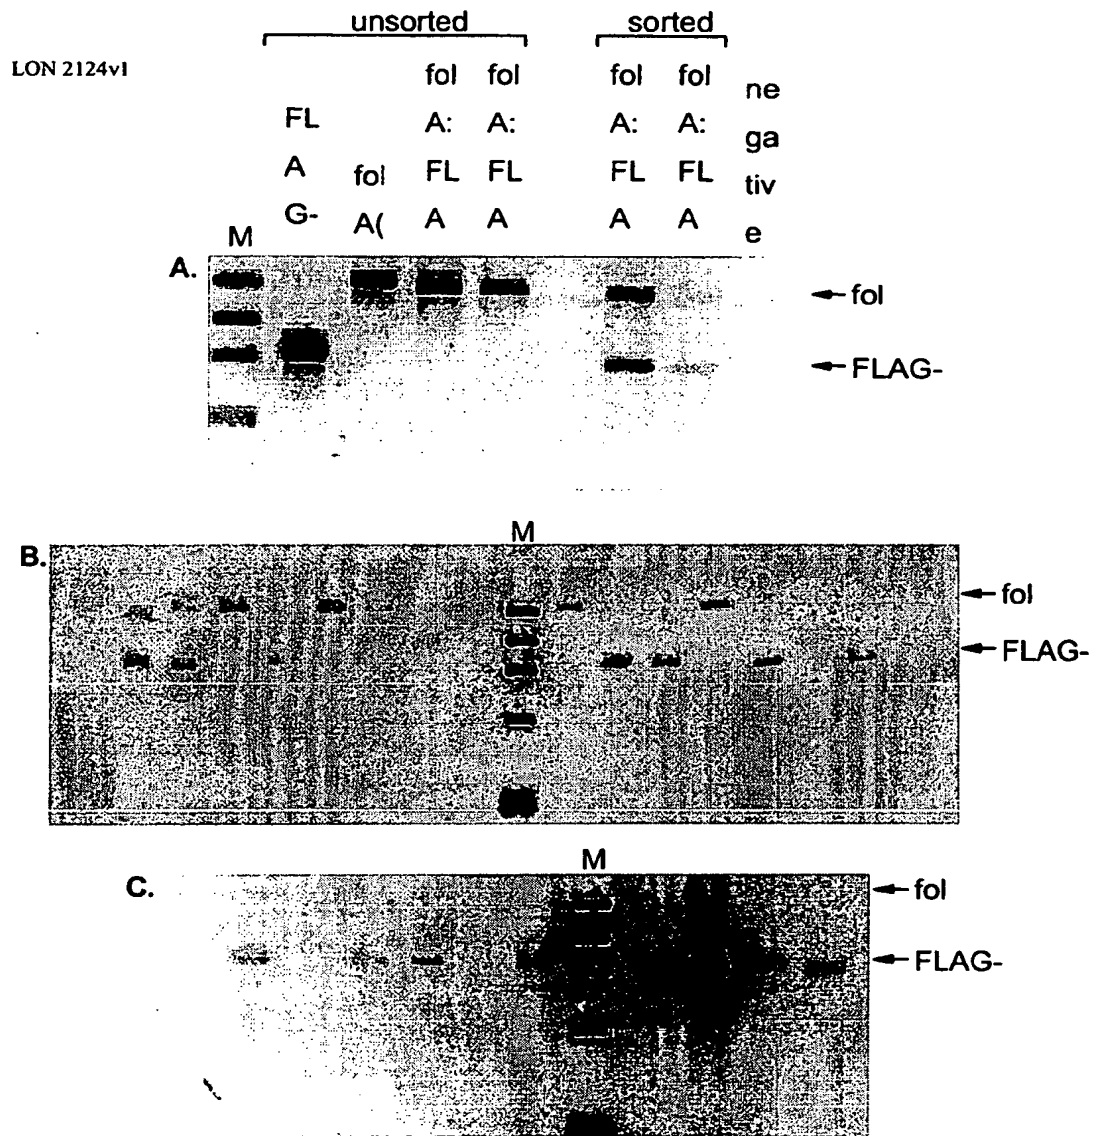 unsorted sorted
LON 2124v1
fol fol fol fol ne
FL A: A: A: A: ga
A fol FL FL FL FL tiv
G- A( A A A A e
M
A.
fol
FLAG-
M
B.
fol
FLAG-
M
C.
fol
FLAG-